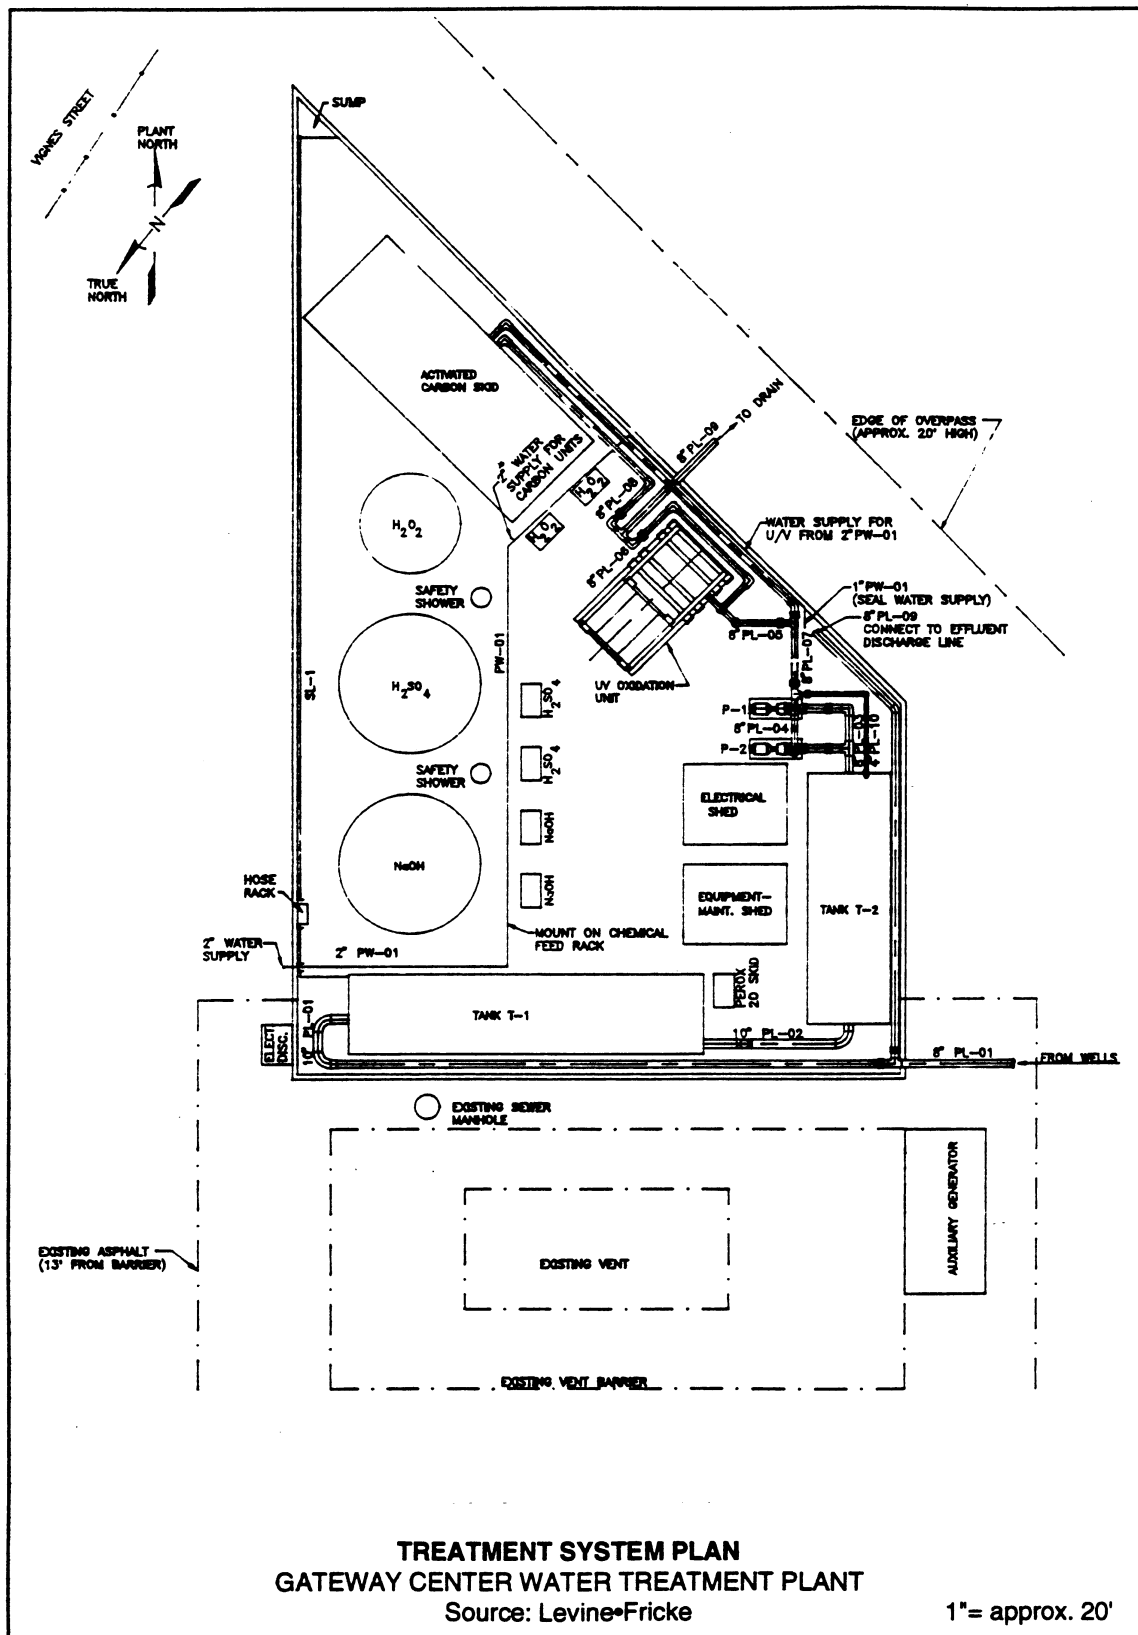 SUMP
VIGNES STREET
PLANT
NORTH
N
TRUE
NORTH
ACTIVATED
CARBON SKID
2" WATER
SUPPLY FOR
CARBON UNITS
8" PL-09
TO DRAIN
EDGE OF OVERPASS
(APPROX. 20' HIGH)
H2O2
H2O2
H2O2
8" PL-08
8" PL-06
WATER SUPPLY FOR
U/V FROM 2" PW-01
1" PW-01
(SEAL WATER SUPPLY)
8" PL-09
CONNECT TO EFFLUENT
DISCHARGE LINE
SAFETY
SHOWER
8" PL-05
8" PL-07
PW-01
SL-1
H2SO4
H2SO4
UV OXIDATION
UNIT
P-1
8" PL-04
P-2
PL-10
H2SO4
SAFETY
SHOWER
ELECTRICAL
SHED
NaOH
NaOH
NaOH
HOSE
RACK
EQUIPMENT-
MAINT. SHED
TANK T-2
2" WATER
SUPPLY
2" PW-01
MOUNT ON CHEMICAL
FEED RACK
PEROX
20 SKID
TANK T-1
10" PL-01
10" PL-02
ELECT.
DISC.
8" PL-01
FROM WELLS
EXISTING SEWER
MANHOLE
AUXILIARY GENERATOR
EXISTING ASPHALT
(13' FROM BARRIER)
EXISTING VENT
EXISTING VENT BARRIER
TREATMENT SYSTEM PLAN
GATEWAY CENTER WATER TREATMENT PLANT
Source: Levine•Fricke
1"= approx. 20'